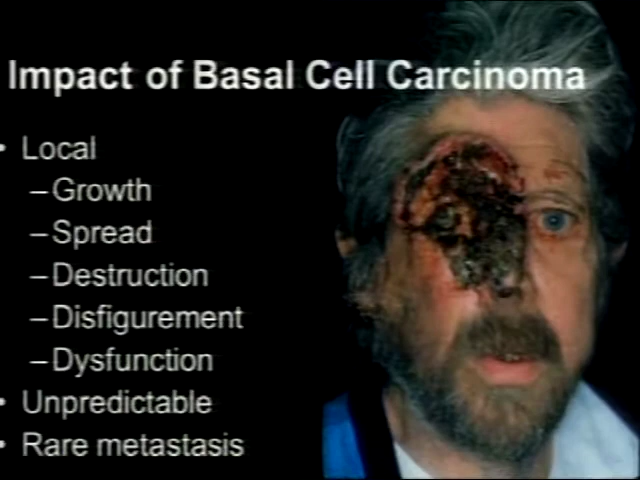 Impact of Basal Cell Carcinoma
• Local
– Growth
– Spread
– Destruction
– Disfigurement
– Dysfunction
• Unpredictable
• Rare metastasis